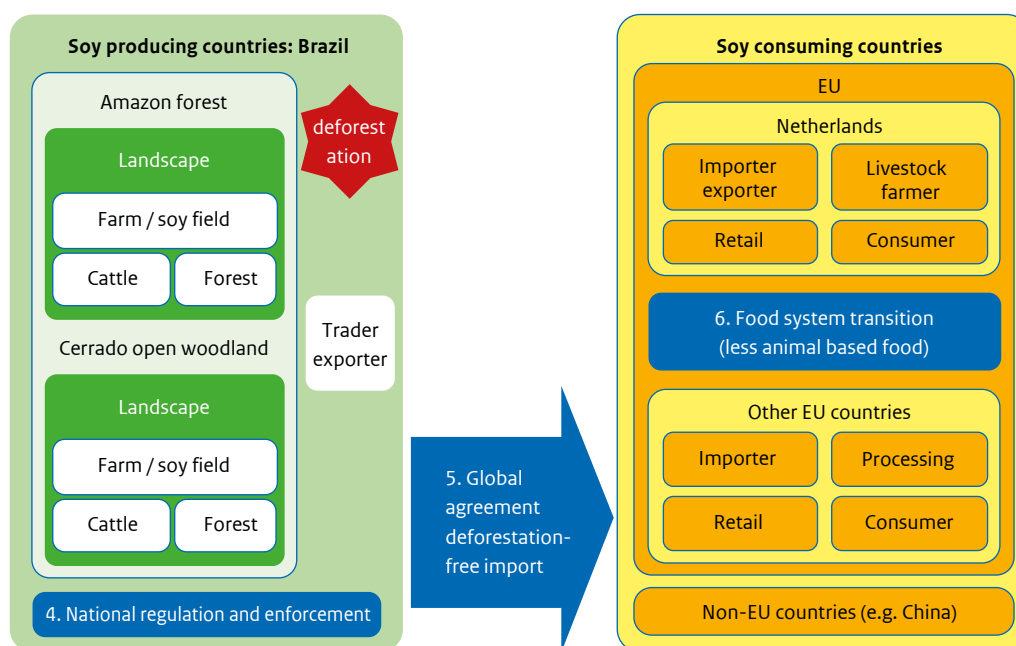 Soy producing countries: Brazil
Amazon forest
deforest
ation
Landscape
Farm / soy field
Cattle
Forest
Trader
exporter
Cerrado open woodland
Landscape
Farm / soy field
Cattle
Forest
4. National regulation and enforcement
5. Global
agreement
deforestation-
free import
Soy consuming countries
EU
Netherlands
Importer
exporter
Livestock
farmer
Retail
Consumer
6. Food system transition
(less animal based food)
Other EU countries
Importer
Processing
Retail
Consumer
Non-EU countries (e.g. China)